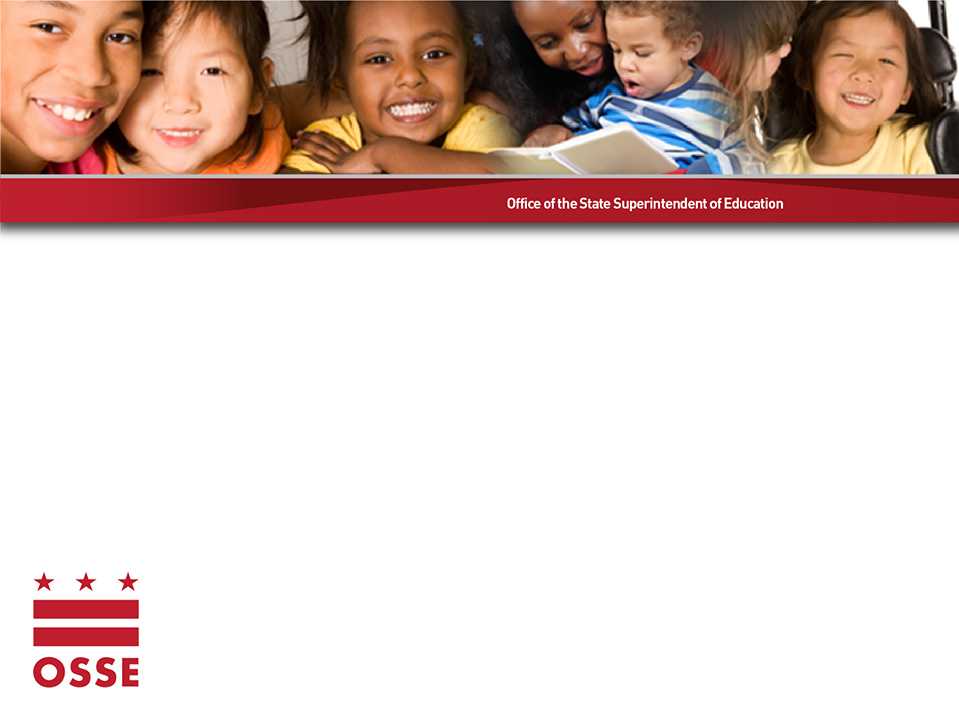 Office of the State Superintendent of Education
OSSE